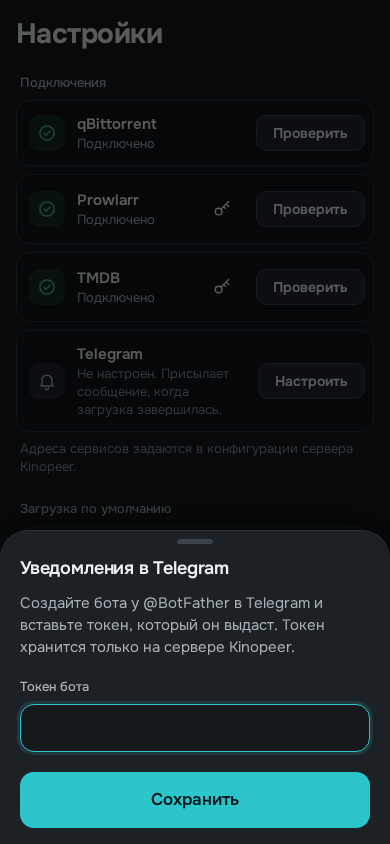 Настройки
Подключения
qBittorrent
Подключено
Проверить
Prowlarr
Подключено
Проверить
TMDB
Подключено
Проверить
Telegram
Не настроен. Присылает
сообщение, когда
загрузка завершилась.
Настроить
Адреса сервисов задаются в конфигурации сервера
Kinopeer.
Загрузка по умолчанию
Уведомления в Telegram
Создайте бота у @BotFather в Telegram и
вставьте токен, который он выдаст. Токен
хранится только на сервере Kinopeer.
Токен бота
Сохранить